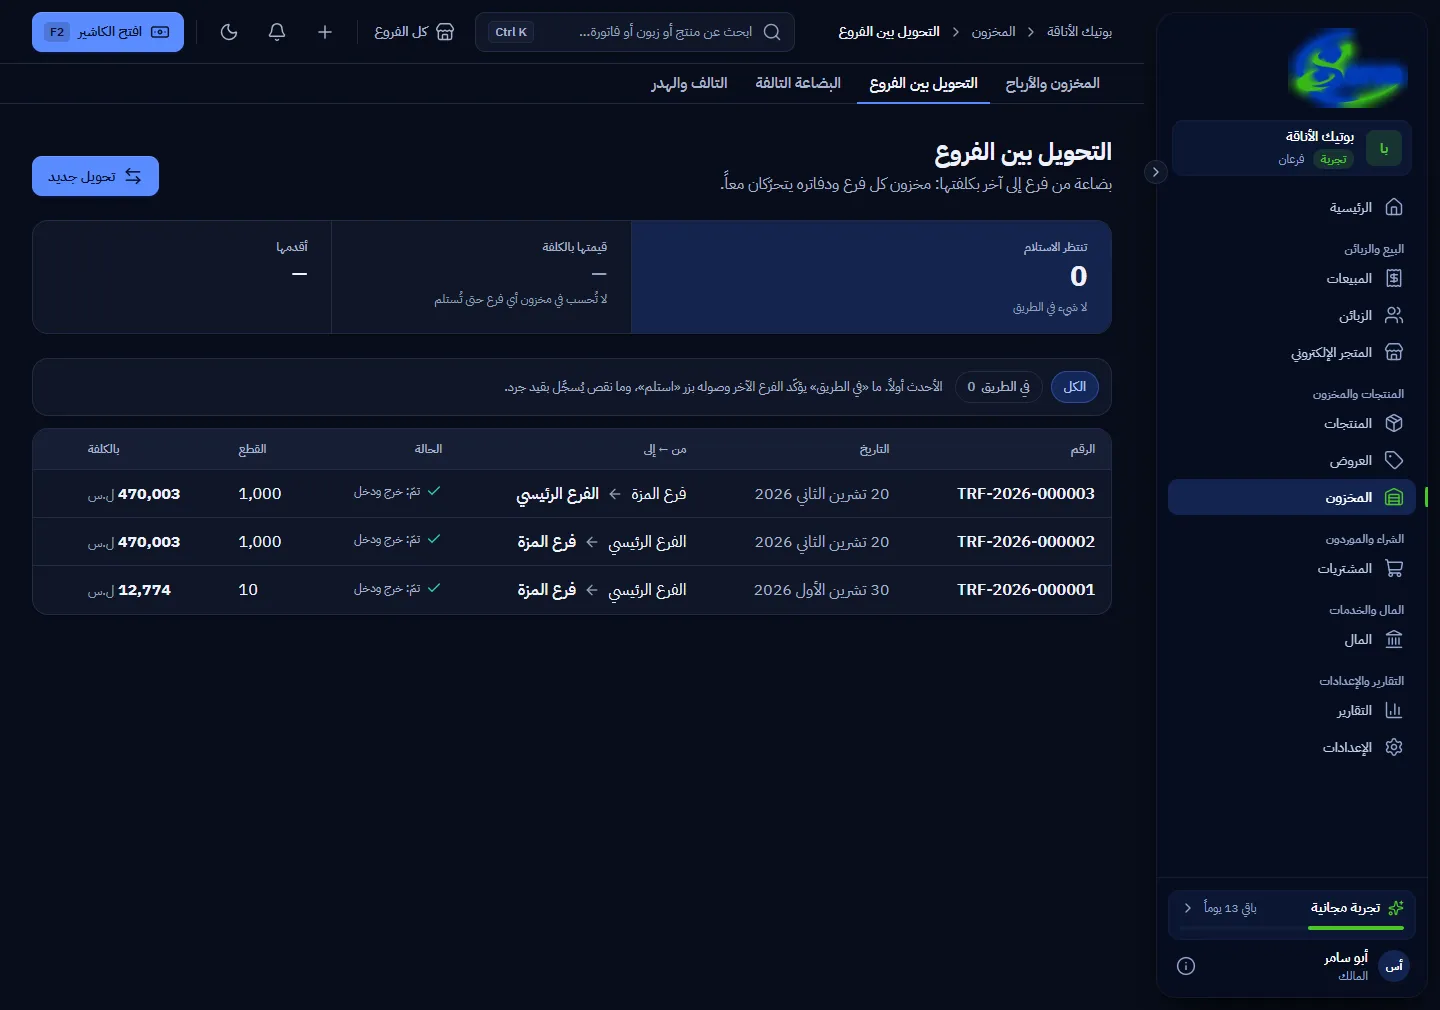 بوتيك الأناقة
المخزون
التحويل بين الفروع
ابحث عن منتج أو زبون أو فاتورة...
Ctrl K
كل الفروع
افتح الكاشير
F2
المخزون والأرباح
التحويل بين الفروع
البضاعة التالفة
التالف والهدر
التحويل بين الفروع
بضاعة من فرع إلى آخر بكلفتها: مخزون كل فرع ودفاتره يتحرّكان معاً.
تحويل جديد
تنتظر الاستلام
0
لا شيء في الطريق
قيمتها بالكلفة
—
لا تُحسب في مخزون أي فرع حتى تُستلم
أقدمها
—
الكل
في الطريق 0
الأحدث أولاً. ما «في الطريق» يؤكّد الفرع الآخر وصوله بزر «استلم»، وما نقص يُسجَّل بقيد جرد.
الرقم التاريخ من ← إلى الحالة القطع بالكلفة
TRF-2026-000003 20 تشرين الثاني 2026 فرع المزة ← الفرع الرئيسي تمّ: خرج ودخل 1,000 470,003 ل.س
TRF-2026-000002 20 تشرين الثاني 2026 الفرع الرئيسي ← فرع المزة تمّ: خرج ودخل 1,000 470,003 ل.س
TRF-2026-000001 30 تشرين الأول 2026 الفرع الرئيسي ← فرع المزة تمّ: خرج ودخل 10 12,774 ل.س
با
بوتيك الأناقة
تجربة
فرعان
الرئيسية
البيع والزبائن
المبيعات
الزبائن
المتجر الإلكتروني
المنتجات والمخزون
المنتجات
العروض
المخزون
الشراء والموردون
المشتريات
المال والخدمات
المال
التقارير والإعدادات
التقارير
الإعدادات
تجربة مجانية
باقي 13 يوماً
أس
أبو سامر
المالك